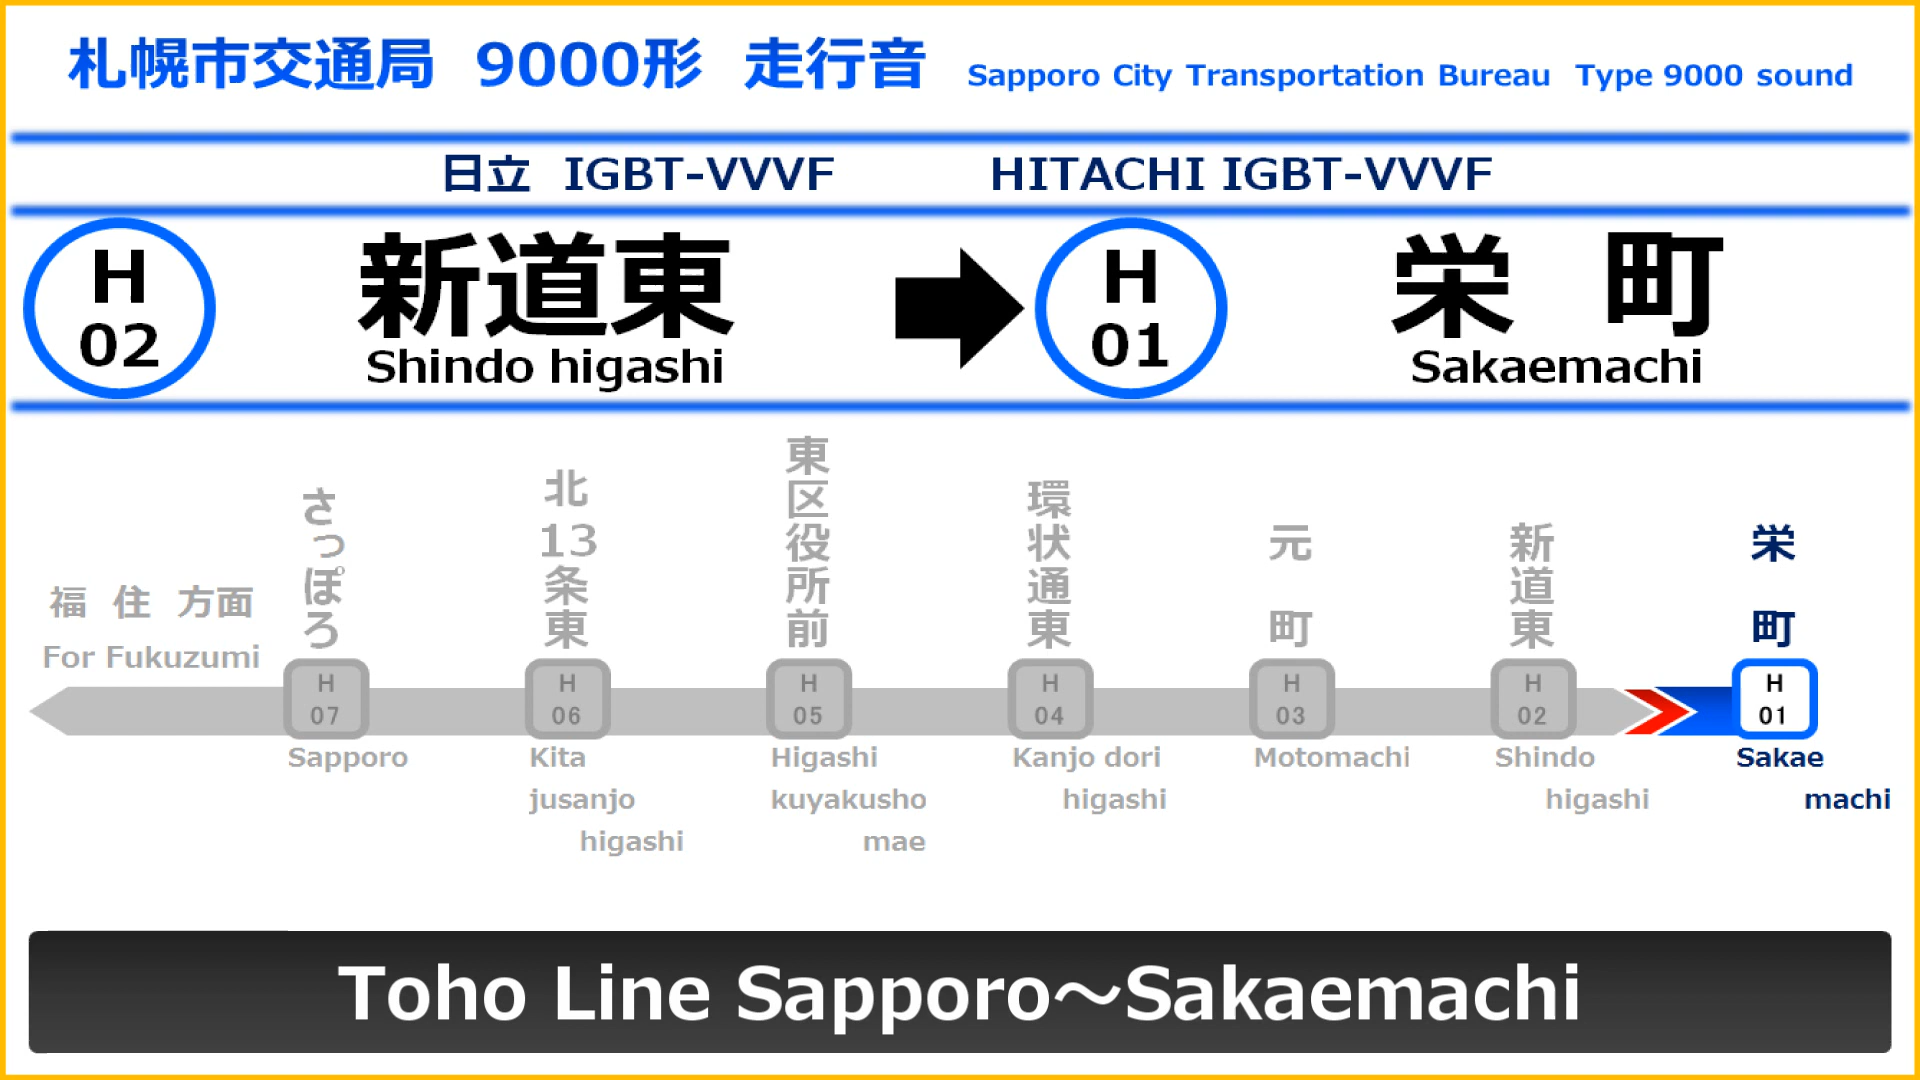 札幌市交通局 9000形 走行音 Sapporo City Transportation Bureau Type 9000 sound
日立 IGBT-VVVF HITACHI IGBT-VVVF
H
02
新道東
Shindo higashi
H
01
栄町
Sakaemachi
福住方面
For Fukuzumi
さっぽろ
H
07
Sapporo
北13条東
H
06
Kita
jusanjo
higashi
東区役所前
H
05
Higashi
kuyakusho
mae
環状通東
H
04
Kanjo dori
higashi
元町
H
03
Motomachi
新道東
H
02
Shindo
higashi
栄町
H
01
Sakae
machi
Toho Line Sapporo～Sakaemachi